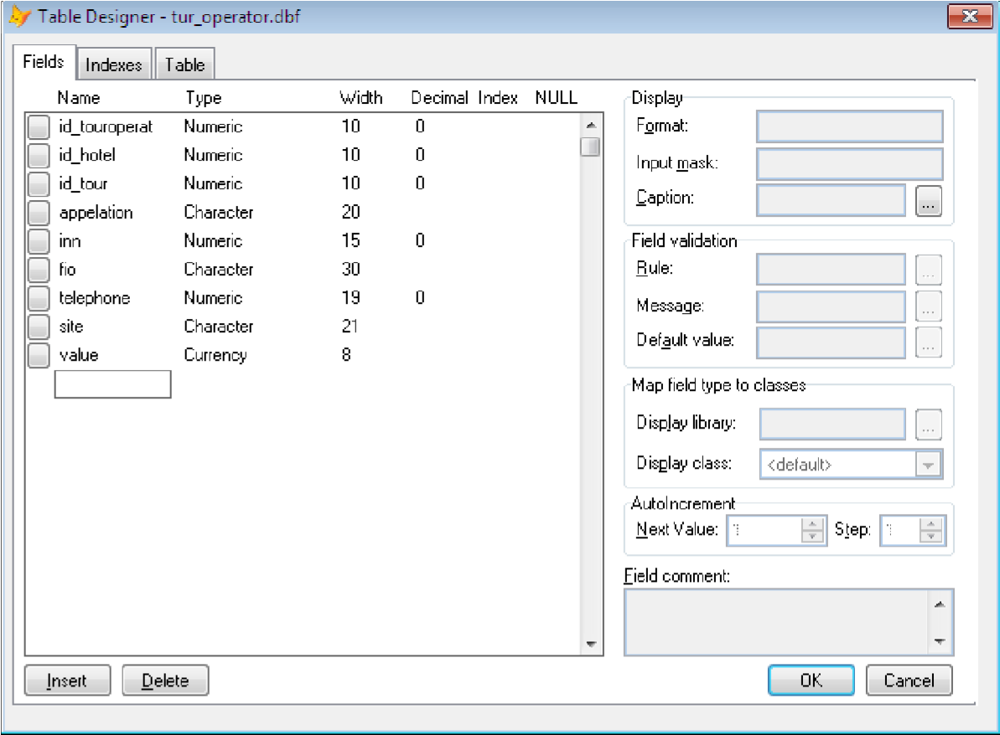 Table Designer - tur_operator.dbf
Fields Indexes Table
Name Type Width Decimal Index NULL
id_touroperat Numeric 10 0
id_hotel Numeric 10 0
id_tour Numeric 10 0
appelation Character 20
inn Numeric 15 0
fio Character 30
telephone Numeric 19 0
site Character 21
value Currency 8
Insert Delete
Display
Format:
Input mask:
Caption: ...
Field validation
Rule: ...
Message: ...
Default value: ...
Map field type to classes
Display library: ...
Display class: <default>
AutoIncrement
Next Value: 1 Step: 1
Field comment:
OK Cancel